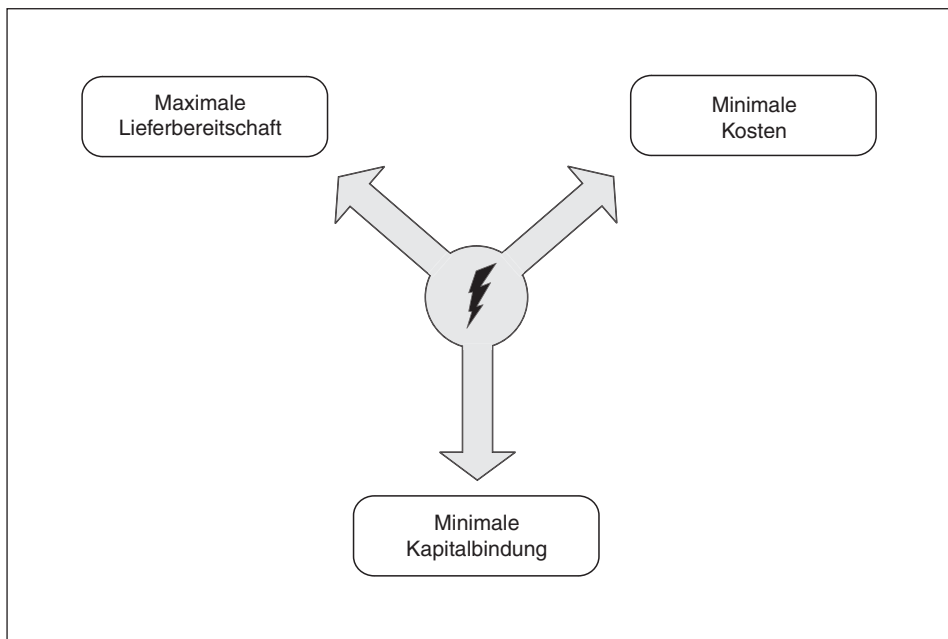 Maximale
Lieferbereitschaft
Minimale
Kosten
Minimale
Kapitalbindung